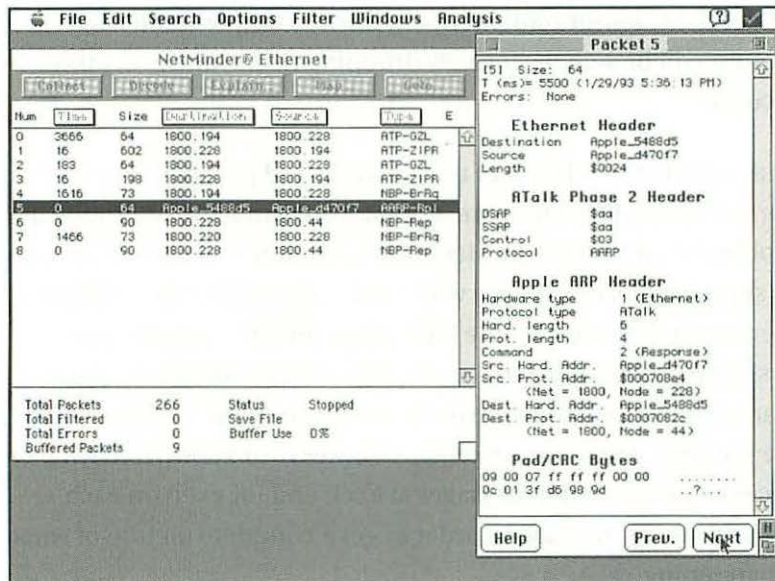 File Edit Search Options Filter Windows Analysis
NetMinder® Ethernet
Collect Decode Explain Map Goto
Num Time Size Destination Source Type E
0 3666 64 1800.194 1800.228 ATP-GZL
1 16 602 1800.228 1800.194 ATP-ZIPR
2 183 64 1800.194 1800.228 ATP-GZL
3 16 198 1800.228 1800.194 ATP-ZIPR
4 1616 73 1800.194 1800.228 NBP-BrRq
5 0 64 Apple_5488d5 Apple_d470f7 AARP-Rpl
6 0 90 1800.228 1800.44 NBP-Rep
7 1466 73 1800.220 1800.228 NBP-BrRq
8 0 90 1800.228 1800.44 NBP-Rep
Total Packets 266 Status Stopped
Total Filtered 0 Save File
Total Errors 0 Buffer Use 0%
Buffered Packets 9
Packet 5
[5] Size: 64
T (ms)= 5500 (1/29/93 5:36:13 PM)
Errors: None
Ethernet Header
Destination Apple_5488d5
Source Apple_d470f7
Length $0024
ATalk Phase 2 Header
DSAP $aa
SSAP $aa
Control $03
Protocol AARP
Apple ARP Header
Hardware type 1 (Ethernet)
Protocol type ATalk
Hard. length 6
Prot. length 4
Command 2 (Response)
Src. Hard. Addr. Apple_d470f7
Src. Prot. Addr. $000708e4
(Net = 1800, Node = 228)
Dest. Hard. Addr. Apple_5488d5
Dest. Prot. Addr. $0007082c
(Net = 1800, Node = 44)
Pad/CRC Bytes
09 00 07 ff ff ff 00 00 ........
0c 01 3f d6 98 9d ..?...
Help Prev. Next